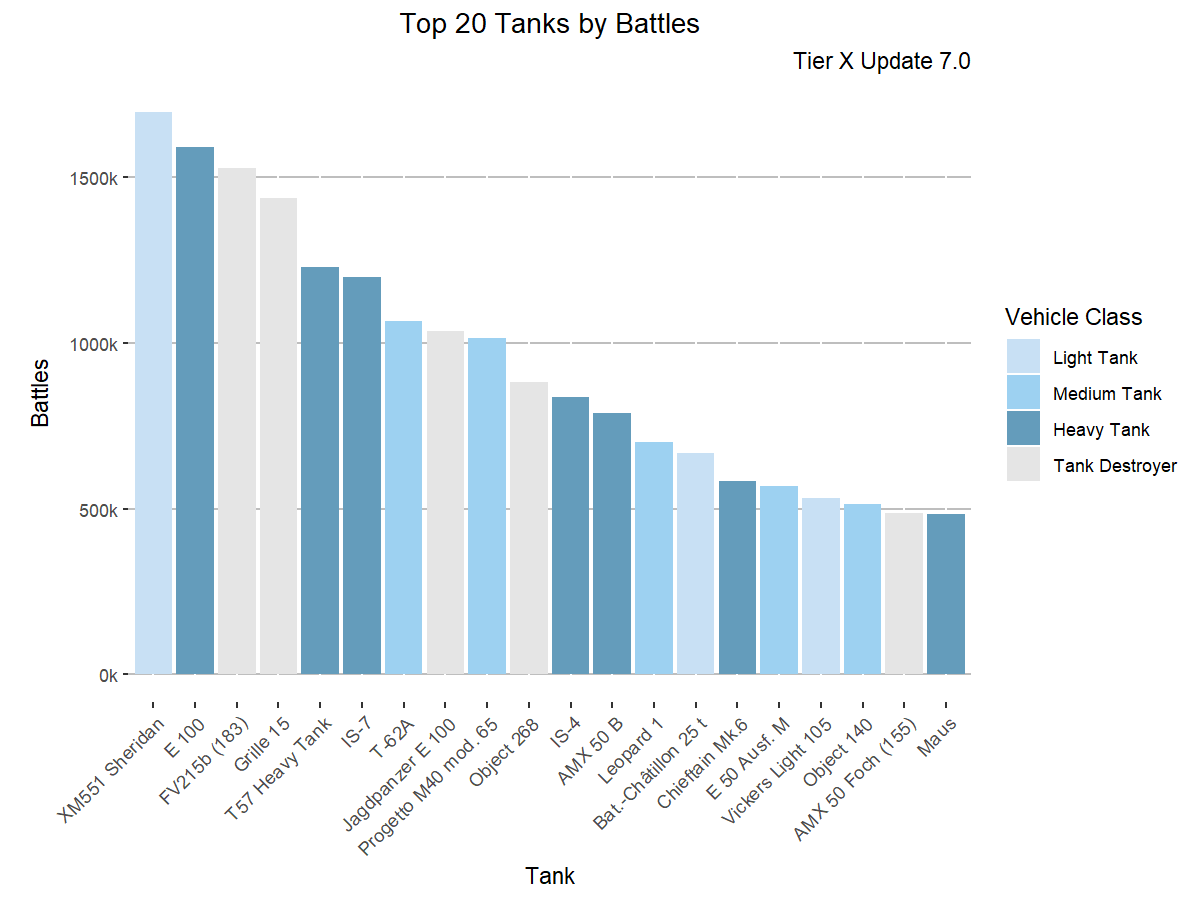 Top 20 Tanks by Battles
Tier X Update 7.0
Battles
1500k
1000k
500k
0k
XM551 Sheridan
E 100
FV215b (183)
Grille 15
T57 Heavy Tank
IS-7
T-62A
Jagdpanzer E 100
Progetto M40 mod. 65
Object 268
IS-4
AMX 50 B
Leopard 1
Bat.-Châtillon 25 t
Chieftain Mk.6
E 50 Ausf. M
Vickers Light 105
Object 140
AMX 50 Foch (155)
Maus
Tank
Vehicle Class
Light Tank
Medium Tank
Heavy Tank
Tank Destroyer